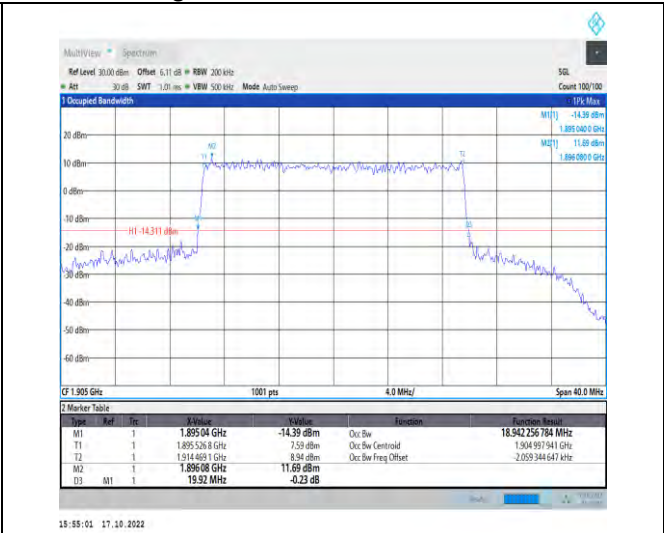 MultiView Spectrum
Ref Level 30.00 dBm Offset 6.11 dB RBW 200 kHz SGL
Att 30 dB SWT 1.01 ms VBW 500 kHz Mode Auto Sweep Count 100/100
1 Occupied Bandwidth 1Pk Max
M1[1] -14.39 dBm
1.895 040 0 GHz
20 dBm M2 M2[1] 11.69 dBm
T1 T2 1.896 080 0 GHz
10 dBm
0 dBm
-10 dBm
H1 -14.311 dBm
-20 dBm
-30 dBm
-40 dBm
-50 dBm
-60 dBm
CF 1.905 GHz 1001 pts 4.0 MHz/ Span 40.0 MHz
2 Marker Table
Type Ref Trc X-Value Y-Value Function Function Result
M1 1 1.895 04 GHz -14.39 dBm Occ Bw 18.942 256 784 MHz
T1 1 1.895 526 8 GHz 7.59 dBm Occ Bw Centroid 1.904 997 941 GHz
T2 1 1.914 469 1 GHz 8.94 dBm Occ Bw Freq Offset -2.059 344 647 kHz
M2 1 1.896 08 GHz 11.69 dBm
D3 M1 1 19.92 MHz -0.23 dB
15:55:01 17.10.2022